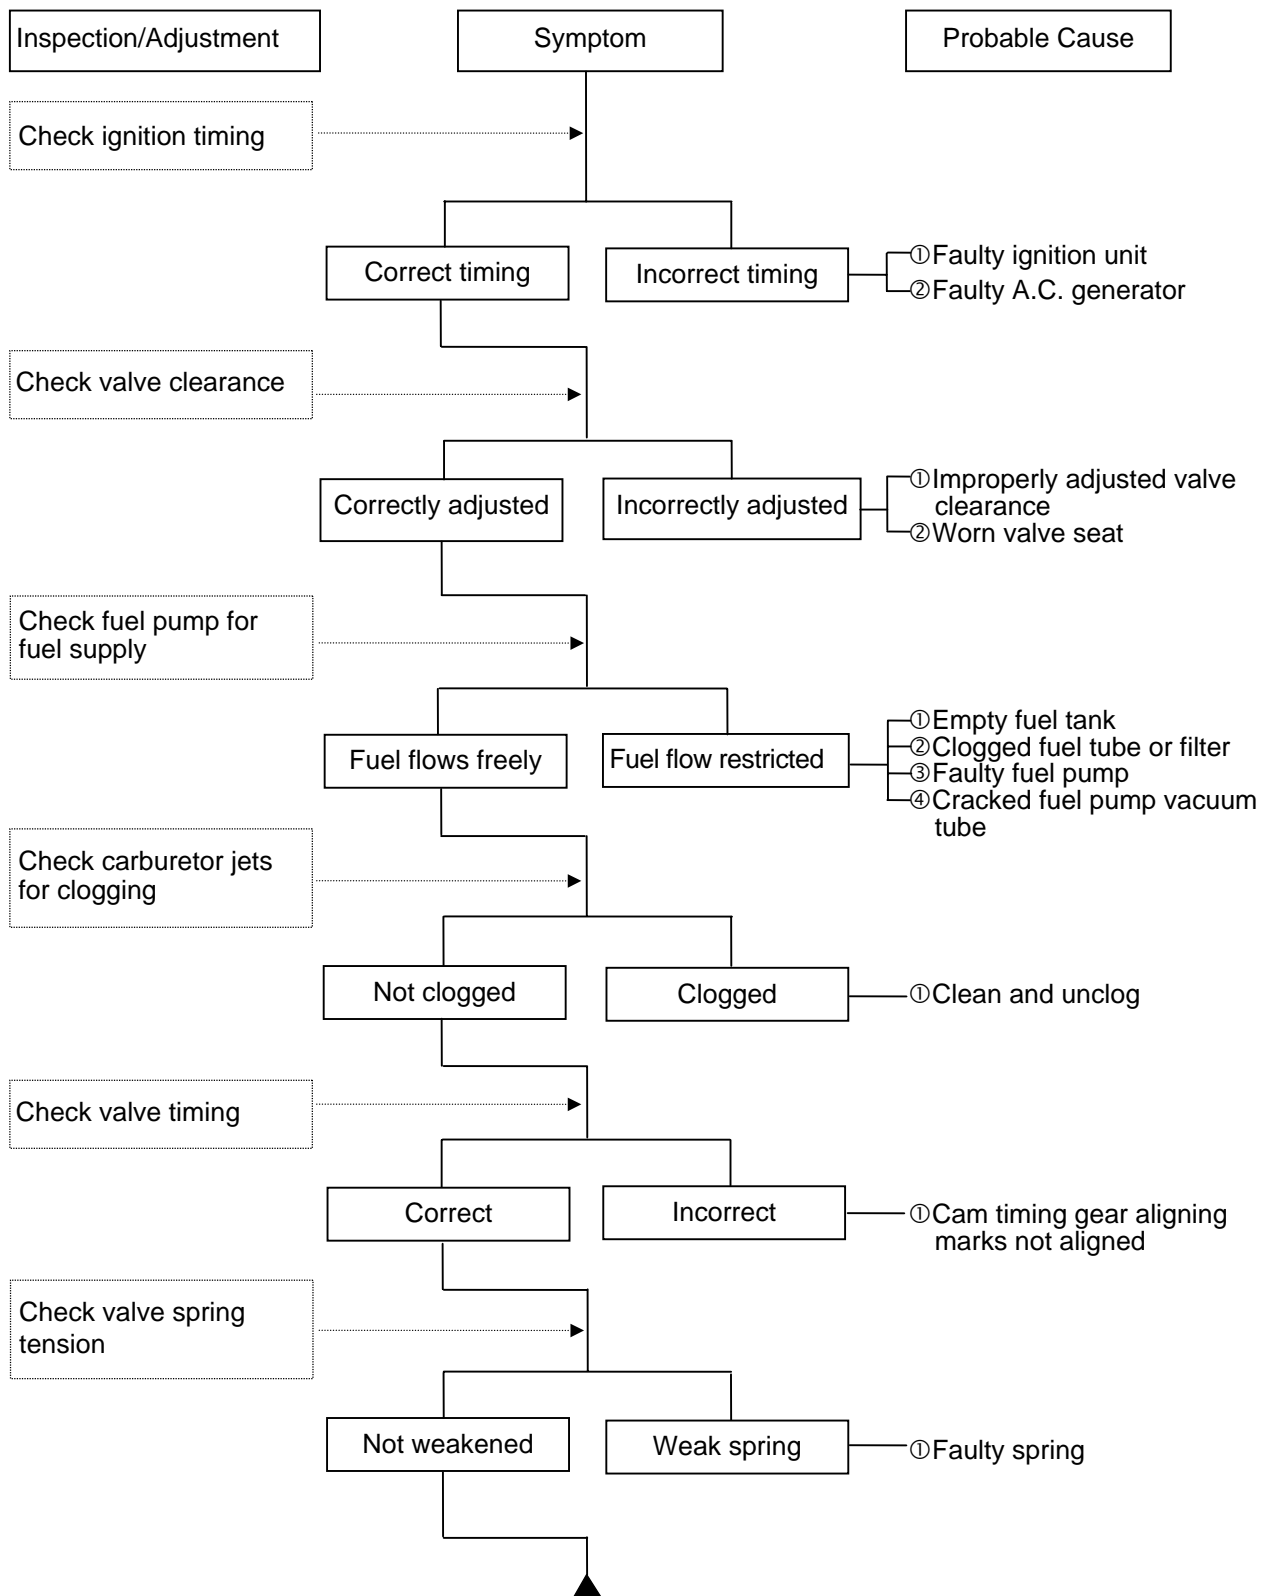 Inspection/Adjustment
Symptom
Probable Cause
Check ignition timing
Correct timing
Incorrect timing
①Faulty ignition unit
②Faulty A.C. generator
Check valve clearance
Correctly adjusted
Incorrectly adjusted
①Improperly adjusted valve
clearance
②Worn valve seat
Check fuel pump for
fuel supply
Fuel flows freely
Fuel flow restricted
①Empty fuel tank
②Clogged fuel tube or filter
③Faulty fuel pump
④Cracked fuel pump vacuum
tube
Check carburetor jets
for clogging
Not clogged
Clogged
①Clean and unclog
Check valve timing
Correct
Incorrect
①Cam timing gear aligning
marks not aligned
Check valve spring
tension
Not weakened
Weak spring
①Faulty spring